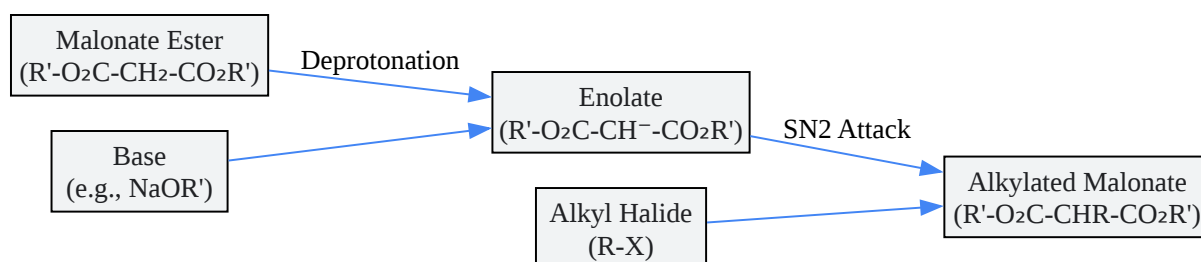 Malonate Ester
(R'-O₂C-CH₂-CO₂R')
Deprotonation
Base
(e.g., NaOR')
Enolate
(R'-O₂C-CH⁻-CO₂R')
SN2 Attack
Alkyl Halide
(R-X)
Alkylated Malonate
(R'-O₂C-CHR-CO₂R')